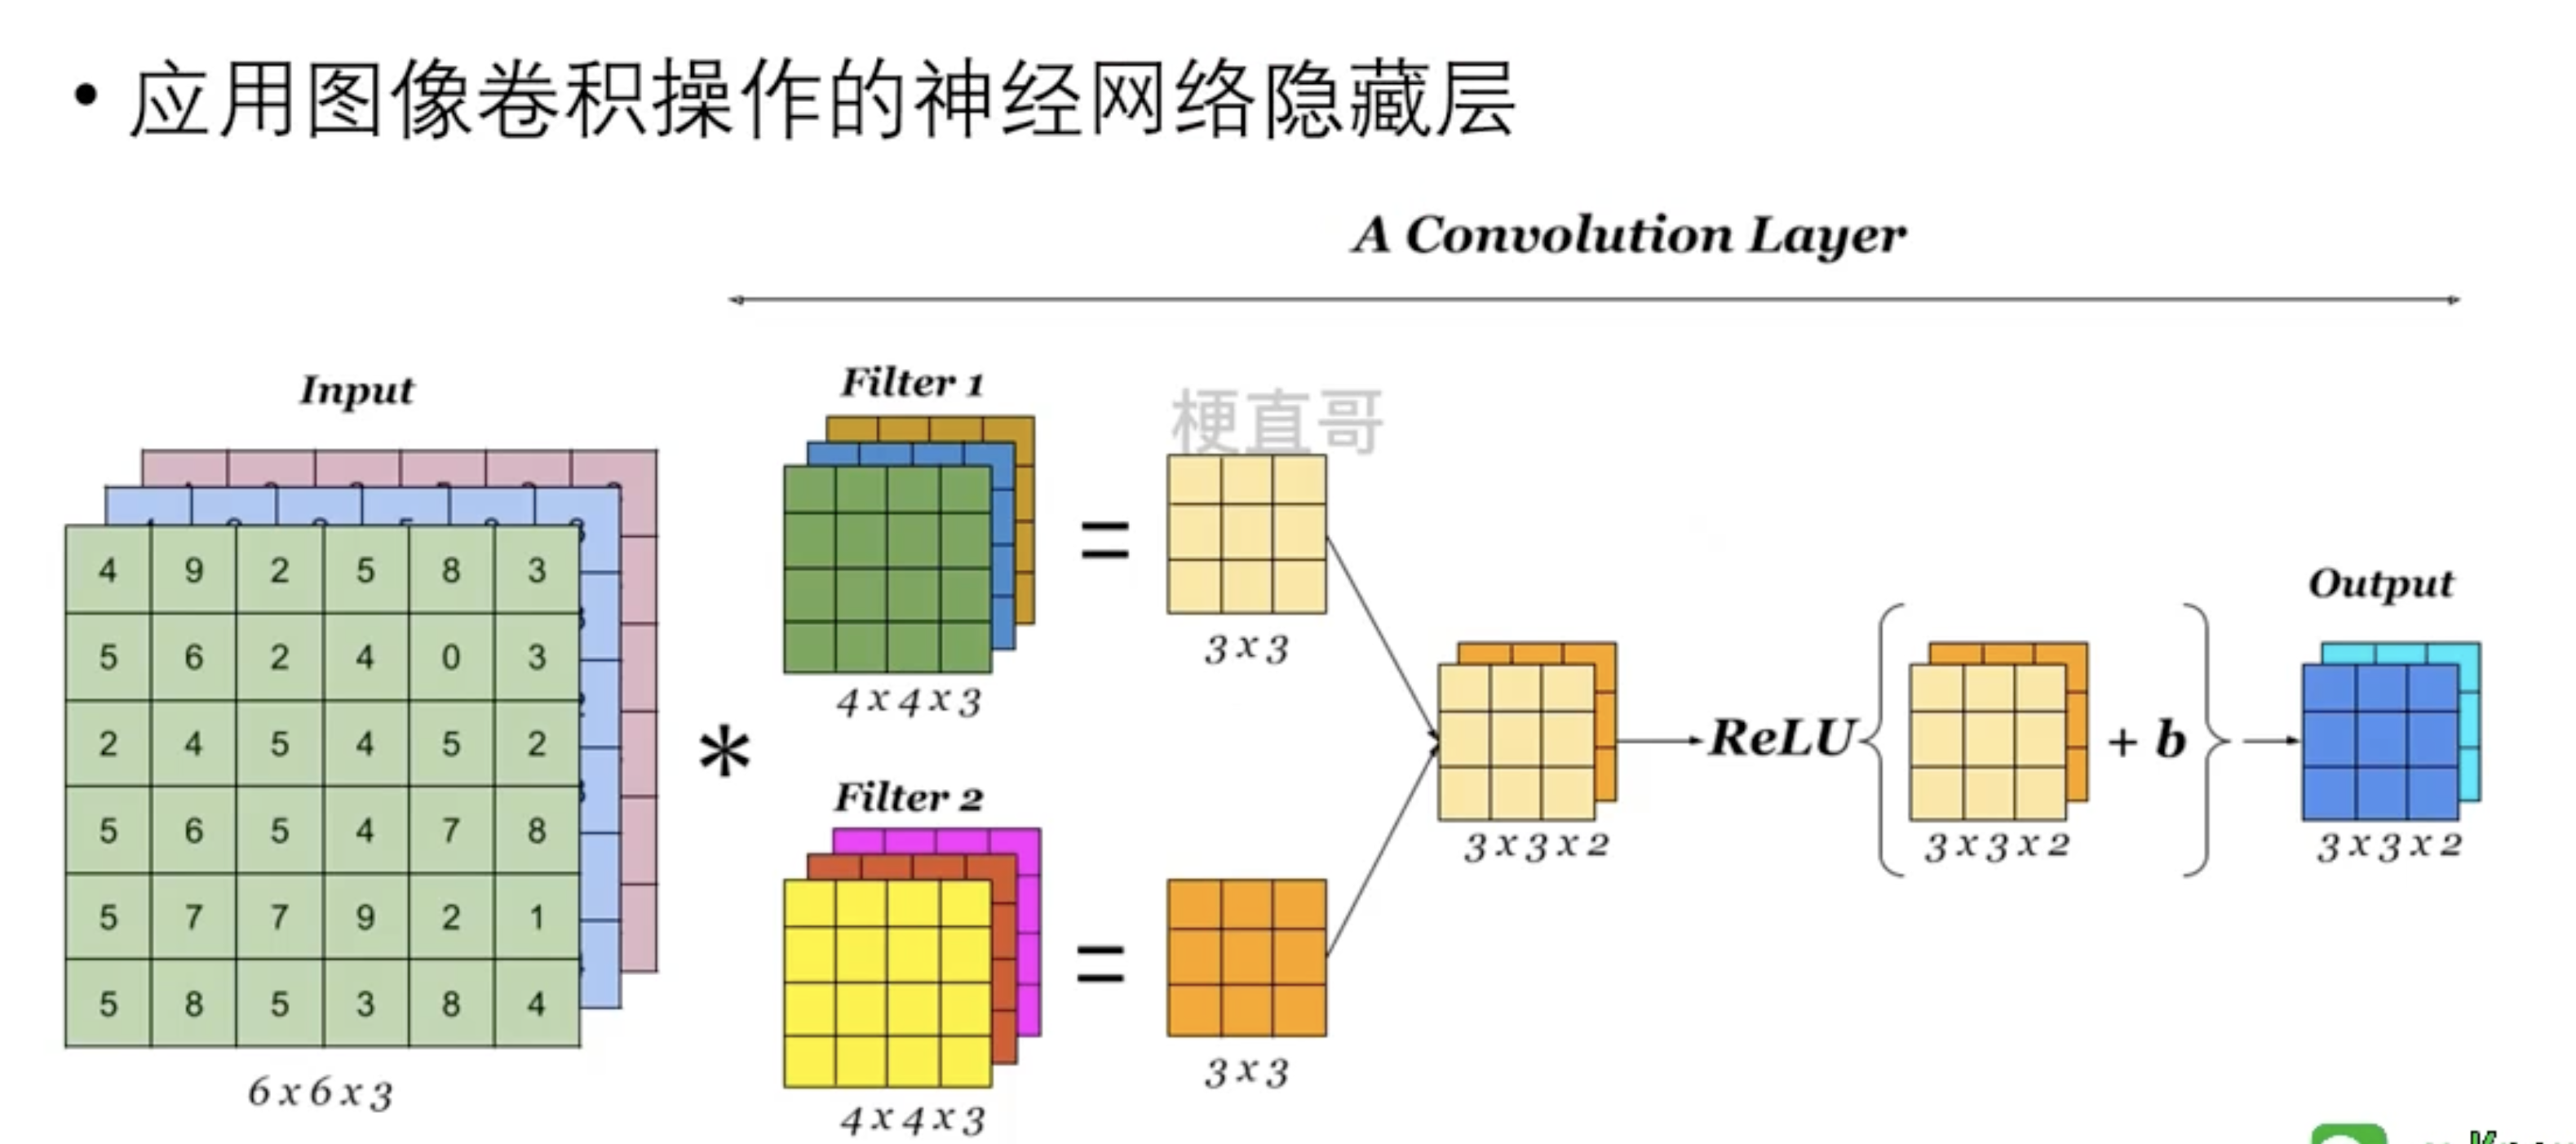 • 应用图像卷积操作的神经网络隐藏层
A Convolution Layer
Input
4 9 2 5 8 3
5 6 2 4 0 3
2 4 5 4 5 2
5 6 5 4 7 8
5 7 7 9 2 1
5 8 5 3 8 4
6 x 6 x 3
*
Filter 1
4 x 4 x 3
=
梗直哥
3 x 3
Filter 2
4 x 4 x 3
=
3 x 3
3 x 3 x 2
ReLU
3 x 3 x 2
+ b
Output
3 x 3 x 2